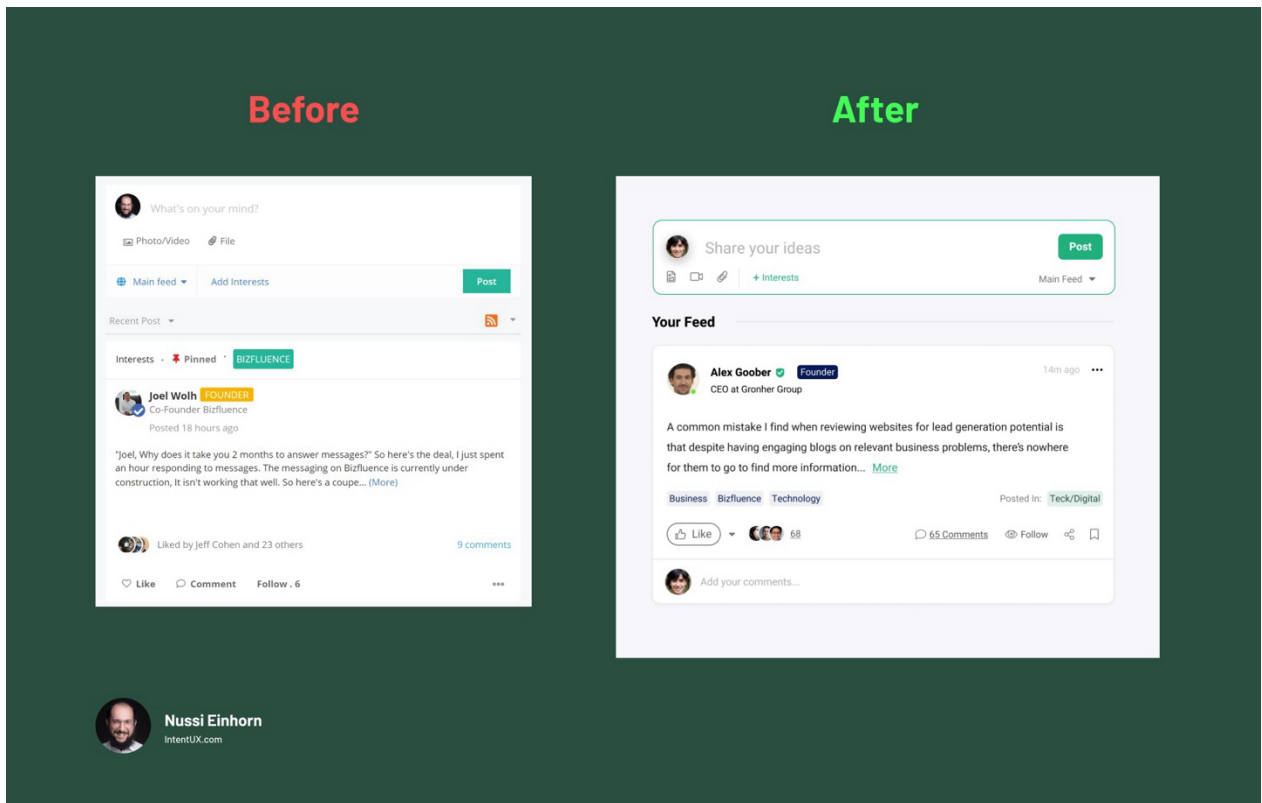 Before
What's on your mind?
Photo/Video File
Main feed Add Interests Post
Recent Post
Interests · Pinned · BIZFLUENCE
Joel Wolh FOUNDER
Co-Founder Bizfluence
Posted 18 hours ago
"Joel, Why does it take you 2 months to answer messages?" So here's the deal, I just spent
an hour responding to messages. The messaging on Bizfluence is currently under
construction, It isn't working that well. So here's a coupe... (More)
Liked by Jeff Cohen and 23 others 9 comments
Like Comment Follow . 6
After
Share your ideas Post
+ Interests Main Feed
Your Feed
Alex Goober Founder 14m ago
CEO at Gronher Group
A common mistake I find when reviewing websites for lead generation potential is
that despite having engaging blogs on relevant business problems, there's nowhere
for them to go to find more information... More
Business Bizfluence Technology Posted In: Teck/Digital
Like 68 65 Comments Follow
Add your comments...
Nussi Einhorn
IntentUX.com